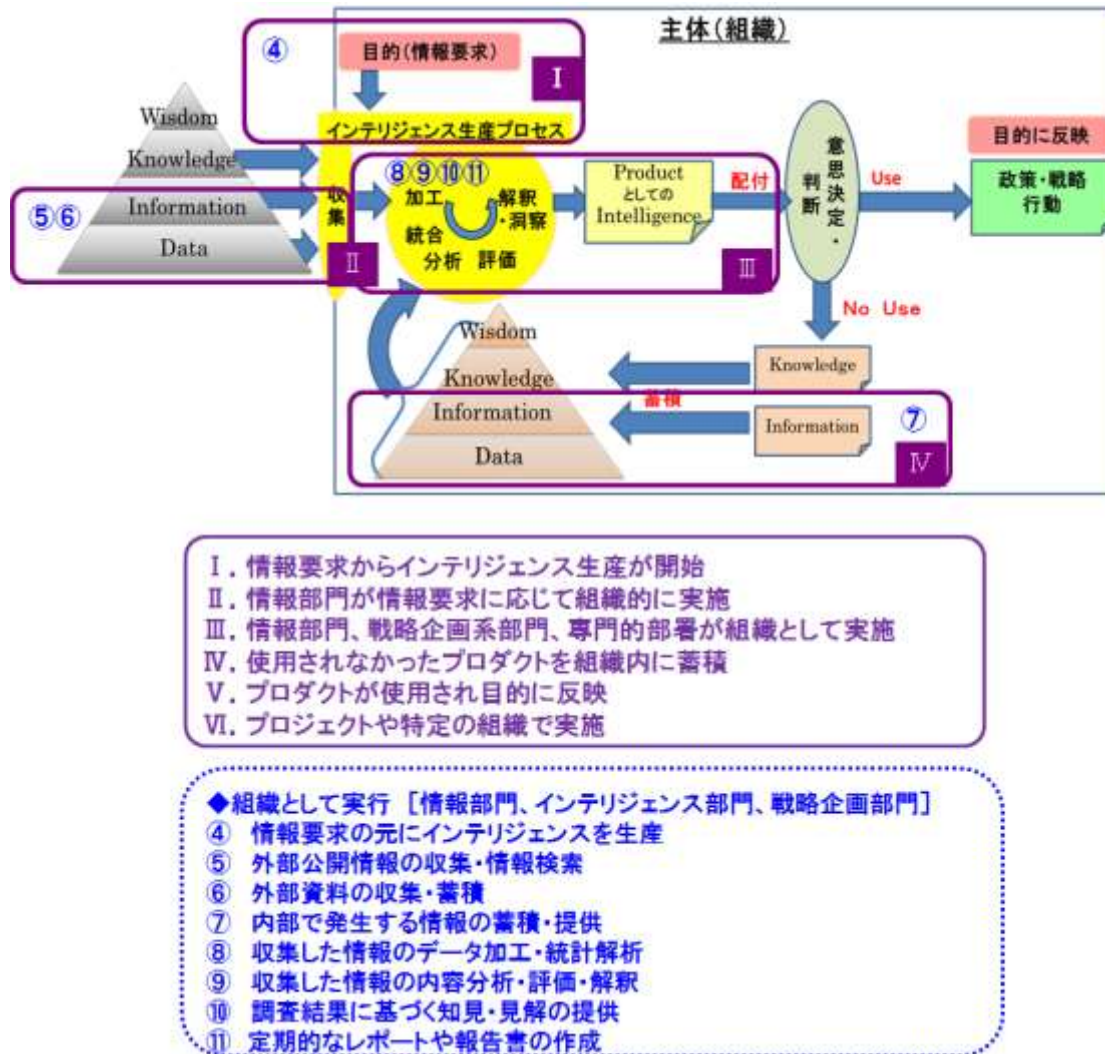 主体(組織)
④
目的(情報要求)
Ⅰ
Wisdom
Knowledge
Information
Data
⑤⑥
インテリジェンス生産プロセス
収集
Ⅱ
⑧⑨⑩⑪
加工
解釈・洞察
統合
分析
評価
Product
としての
Intelligence
配付
Ⅲ
意思決定・判断
Use
目的に反映
政策・戦略
行動
No Use
Wisdom
Knowledge
Information
Data
蓄積
Knowledge
Information
⑦
Ⅳ
Ⅰ．情報要求からインテリジェンス生産が開始
Ⅱ．情報部門が情報要求に応じて組織的に実施
Ⅲ．情報部門、戦略企画系部門、専門的部署が組織として実施
Ⅳ．使用されなかったプロダクトを組織内に蓄積
Ⅴ．プロダクトが使用され目的に反映
Ⅵ．プロジェクトや特定の組織で実施
◆組織として実行 ［情報部門、インテリジェンス部門、戦略企画部門］
④ 情報要求の元にインテリジェンスを生産
⑤ 外部公開情報の収集・情報検索
⑥ 外部資料の収集・蓄積
⑦ 内部で発生する情報の蓄積・提供
⑧ 収集した情報のデータ加工・統計解析
⑨ 収集した情報の内容分析・評価・解釈
⑩ 調査結果に基づく知見・見解の提供
⑪ 定期的なレポートや報告書の作成